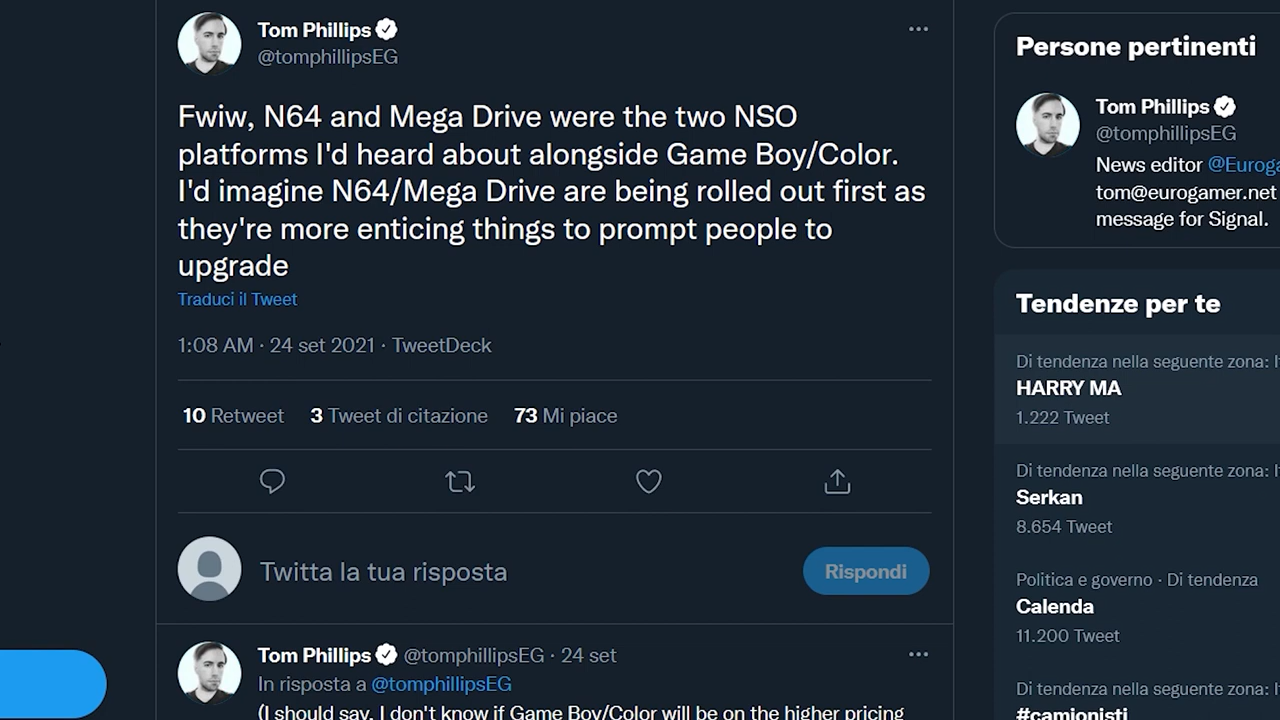 Tom Phillips
@tomphillipsEG
Fwiw, N64 and Mega Drive were the two NSO
platforms I'd heard about alongside Game Boy/Color.
I'd imagine N64/Mega Drive are being rolled out first as
they're more enticing things to prompt people to
upgrade
Traduci il Tweet
1:08 AM · 24 set 2021 · TweetDeck
10 Retweet 3 Tweet di citazione 73 Mi piace
Twitta la tua risposta
Rispondi
Tom Phillips @tomphillipsEG · 24 set
In risposta a @tomphillipsEG
(I should say, I don't know if Game Boy/Color will be on the higher pricing
Persone pertinenti
Tom Phillips
@tomphillipsEG
News editor
tom@eurogamer.net
message for Signal.
Tendenze per te
Di tendenza nella seguente zona:
HARRY MA
1.222 Tweet
Di tendenza nella seguente zona:
Serkan
8.654 Tweet
Politica e governo · Di tendenza
Calenda
11.200 Tweet
Di tendenza nella seguente zona:
#camionisti